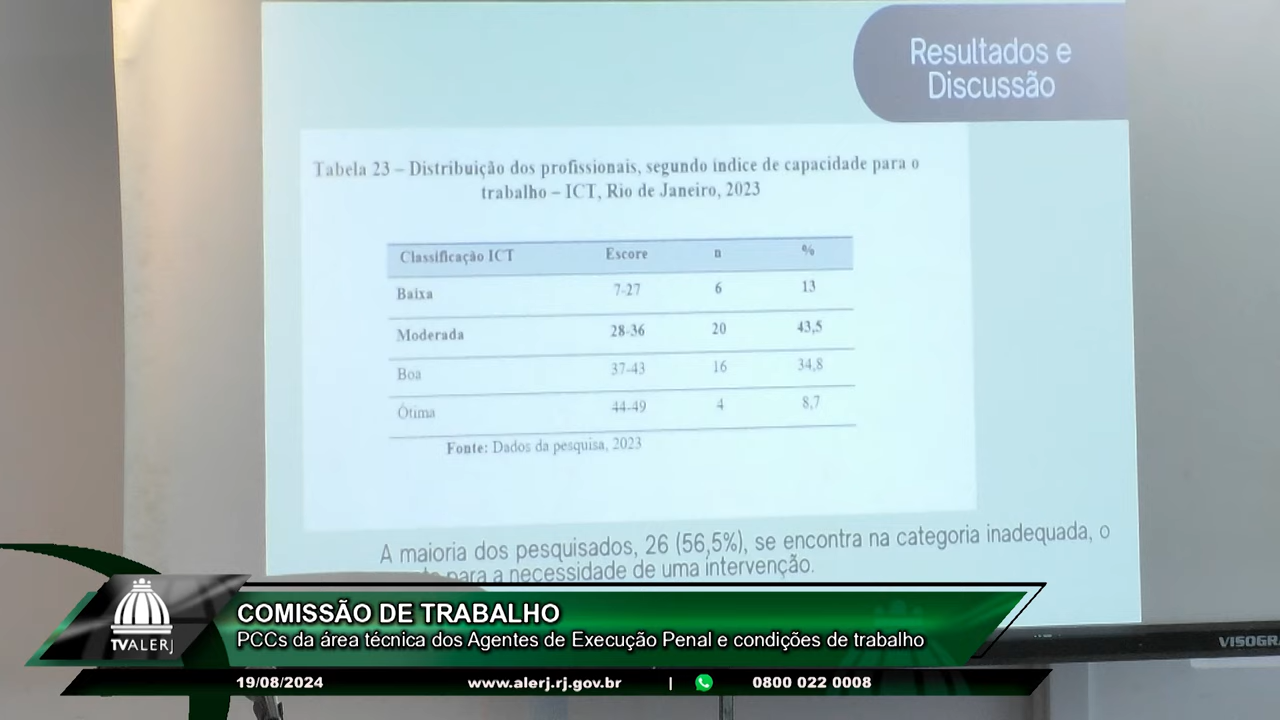 Resultados e
Discussão
Tabela 23 – Distribuição dos profissionais, segundo índice de capacidade para o
trabalho – ICT, Rio de Janeiro, 2023
Classificação ICT Escore n %
Baixa 7-27 6 13
Moderada 28-36 20 43,5
Boa 37-43 16 34,8
Ótima 44-49 4 8,7
Fonte: Dados da pesquisa, 2023
A maioria dos pesquisados, 26 (56,5%), se encontra na categoria inadequada, o
para a necessidade de uma intervenção.
COMISSÃO DE TRABALHO
PCCs da área técnica dos Agentes de Execução Penal e condições de trabalho
TVALERJ
19/08/2024 www.alerj.rj.gov.br | 0800 022 0008